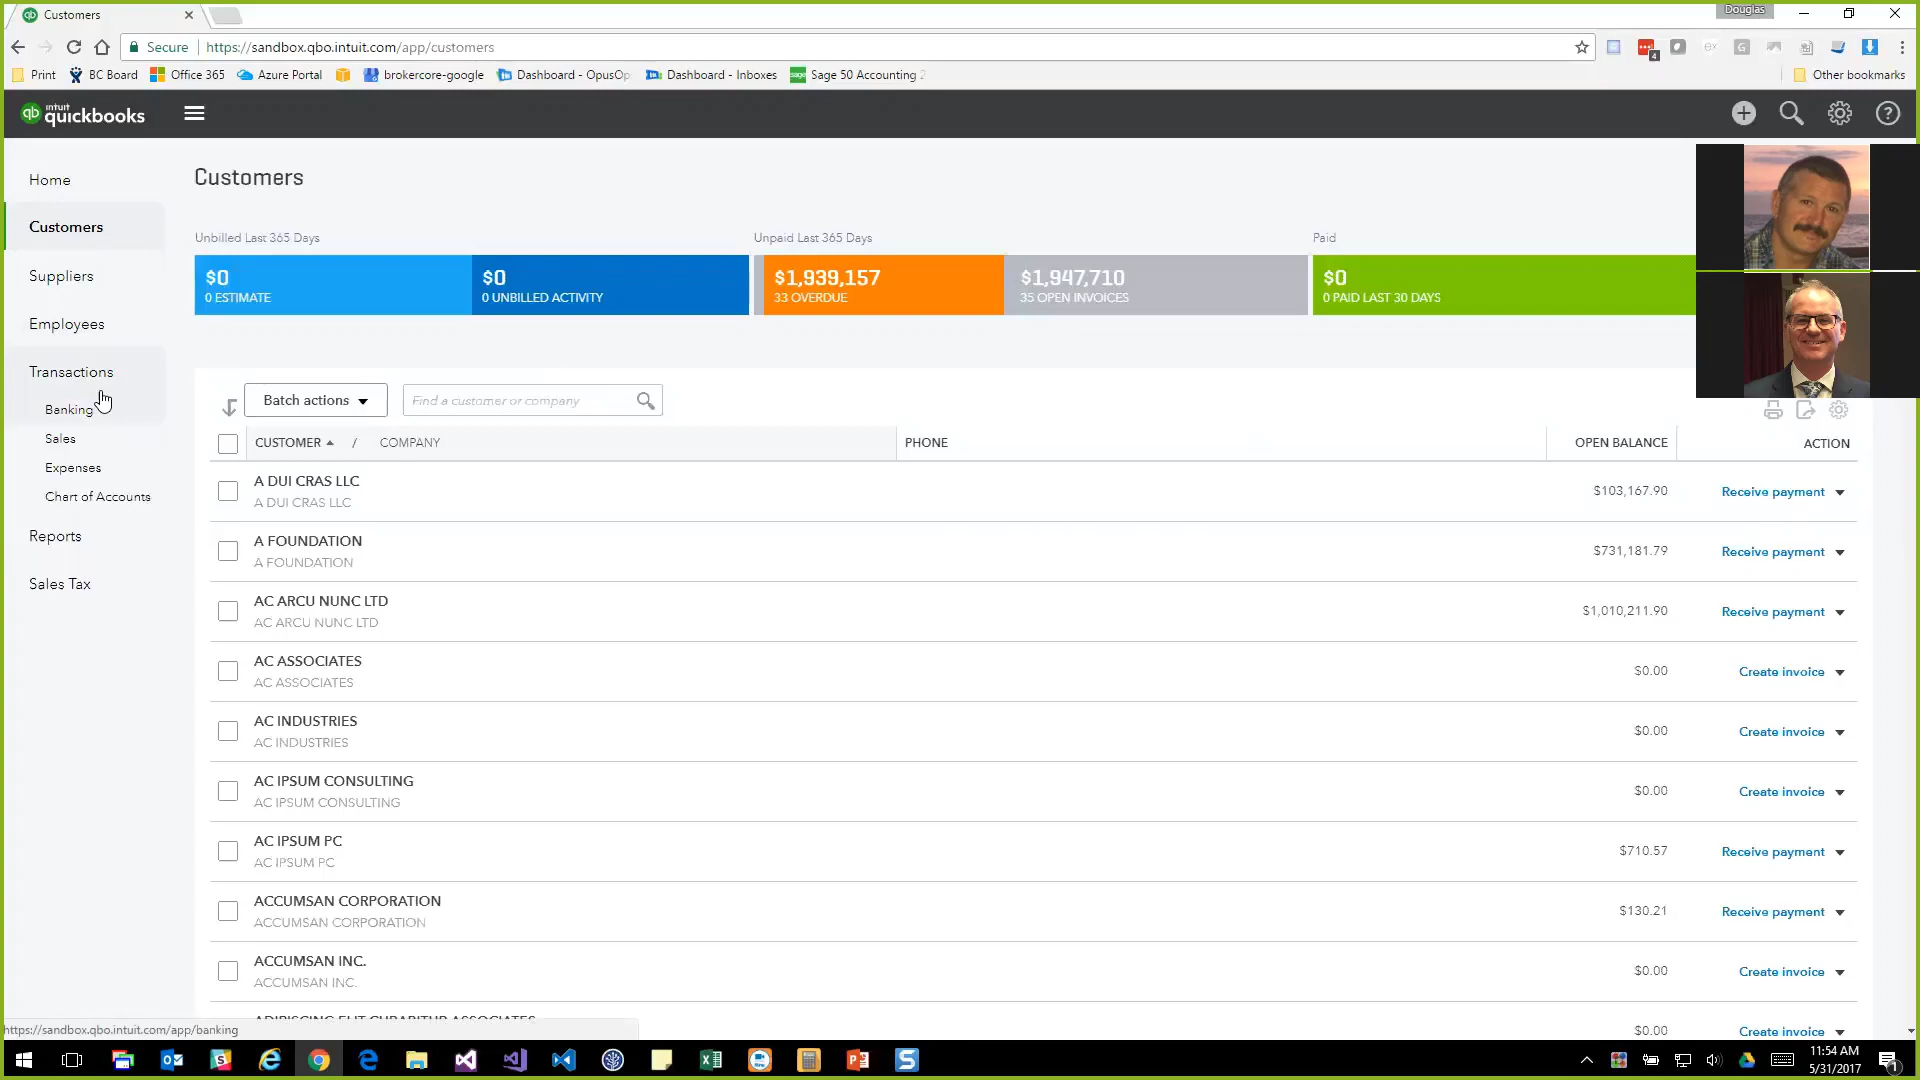 Customers
Douglas
Secure https://sandbox.qbo.intuit.com/app/customers
4
Print BC Board Office 365 Azure Portal brokercore-google Dashboard - OpusOp Dashboard - Inboxes Sage 50 Accounting 2 Other bookmarks
qb intuit quickbooks
Home
Customers
Suppliers
Employees
Transactions
Banking
Sales
Expenses
Chart of Accounts
Reports
Sales Tax
Customers
Unbilled Last 365 Days Unpaid Last 365 Days Paid
$0 $0 $1,939,157 $1,947,710 $0
0 ESTIMATE 0 UNBILLED ACTIVITY 33 OVERDUE 35 OPEN INVOICES 0 PAID LAST 30 DAYS
Batch actions Find a customer or company
CUSTOMER / COMPANY PHONE OPEN BALANCE ACTION
A DUI CRAS LLC
A DUI CRAS LLC
$103,167.90 Receive payment
A FOUNDATION
A FOUNDATION
$731,181.79 Receive payment
AC ARCU NUNC LTD
AC ARCU NUNC LTD
$1,010,211.90 Receive payment
AC ASSOCIATES
AC ASSOCIATES
$0.00 Create invoice
AC INDUSTRIES
AC INDUSTRIES
$0.00 Create invoice
AC IPSUM CONSULTING
AC IPSUM CONSULTING
$0.00 Create invoice
AC IPSUM PC
AC IPSUM PC
$710.57 Receive payment
ACCUMSAN CORPORATION
ACCUMSAN CORPORATION
$130.21 Receive payment
ACCUMSAN INC.
ACCUMSAN INC.
$0.00 Create invoice
ADIPISCING ELIT CURABITUR ASSOCIATES
$0.00 Create invoice
https://sandbox.qbo.intuit.com/app/banking
11:54 AM
5/31/2017
1